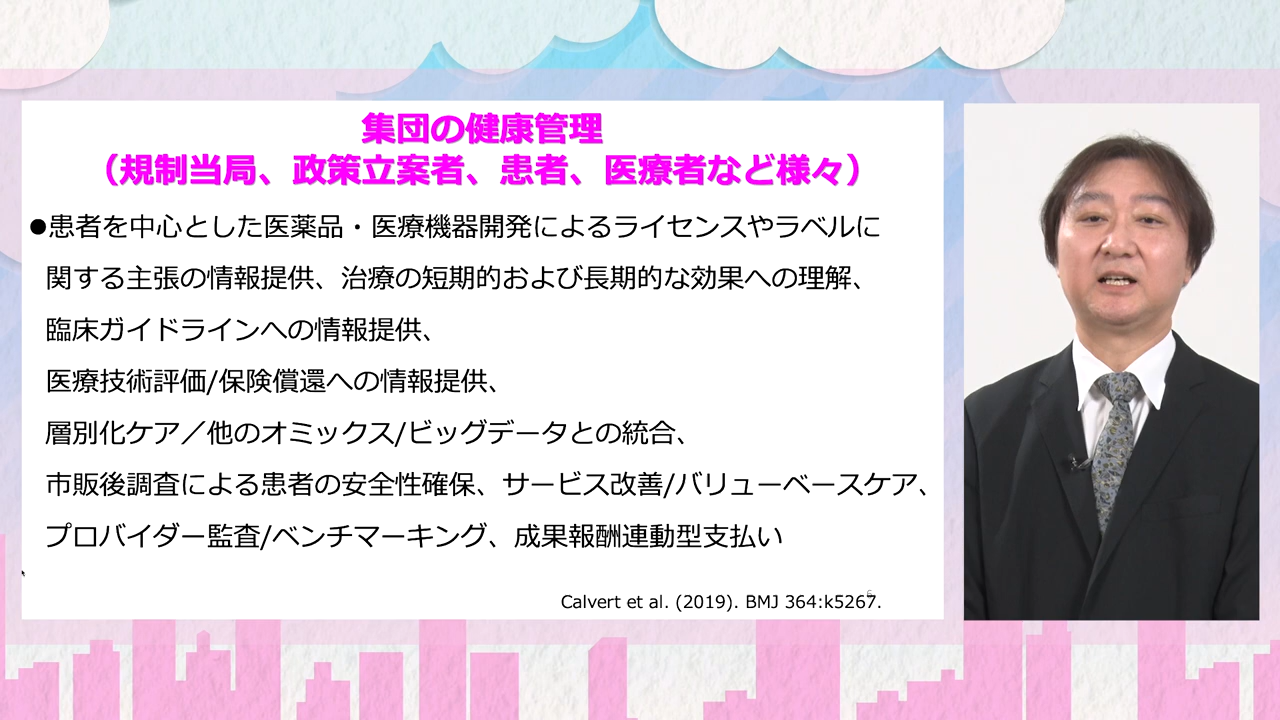 集団の健康管理
（規制当局、政策立案者、患者、医療者など様々）
●患者を中心とした医薬品・医療機器開発によるライセンスやラベルに
関する主張の情報提供、治療の短期的および長期的な効果への理解、
臨床ガイドラインへの情報提供、
医療技術評価/保険償還への情報提供、
層別化ケア／他のオミックス/ビッグデータとの統合、
市販後調査による患者の安全性確保、サービス改善/バリューベースケア、
プロバイダー監査/ベンチマーキング、成果報酬連動型支払い
Calvert et al. (2019). BMJ 364:k5267.